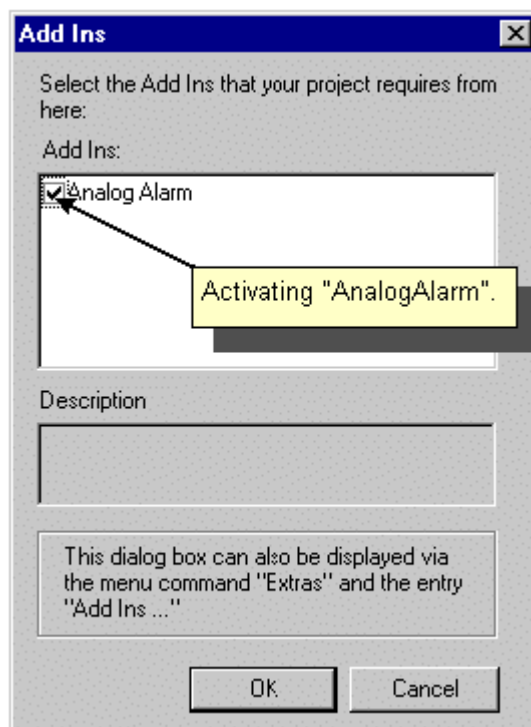 Add Ins
Select the Add Ins that your project requires from
here:
Add Ins:
Analog Alarm
Activating "AnalogAlarm".
Description
This dialog box can also be displayed via
the menu command "Extras" and the entry
"Add Ins ..."
OK
Cancel